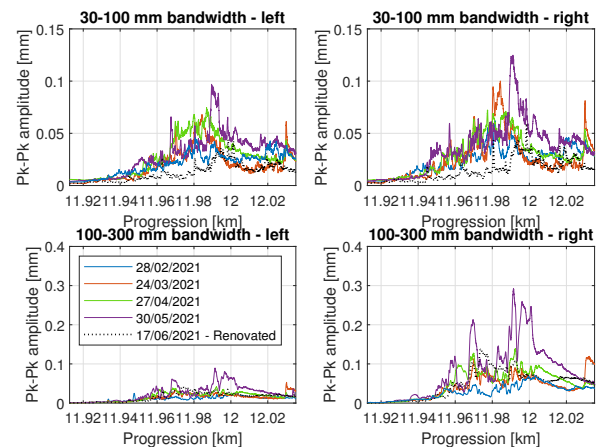 30-100 mm bandwidth - left
0.15
0.1
0.05
0
Pk-Pk amplitude [mm]
11.92 11.94 11.96 11.98 12 12.02
Progression [km]
30-100 mm bandwidth - right
0.15
0.1
0.05
0
Pk-Pk amplitude [mm]
11.92 11.94 11.96 11.98 12 12.02
Progression [km]
100-300 mm bandwidth - left
0.4
0.3
0.2
0.1
0
Pk-Pk amplitude [mm]
28/02/2021
24/03/2021
27/04/2021
30/05/2021
17/06/2021 - Renovated
11.92 11.94 11.96 11.98 12 12.02
Progression [km]
100-300 mm bandwidth - right
0.4
0.3
0.2
0.1
0
Pk-Pk amplitude [mm]
11.92 11.94 11.96 11.98 12 12.02
Progression [km]